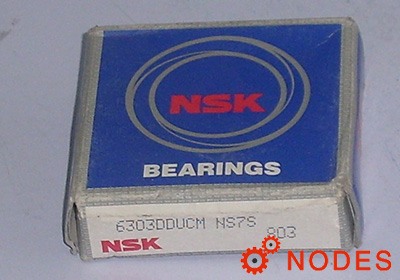 NSK
BEARINGS
6303DDUCM NS7S
NSK 803
NODES